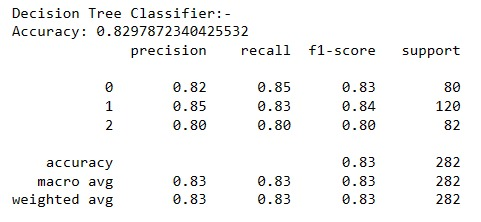 Decision Tree Classifier:-
Accuracy: 0.8297872340425532
precision recall f1-score support
0 0.82 0.85 0.83 80
1 0.85 0.83 0.84 120
2 0.80 0.80 0.80 82
accuracy 0.83 282
macro avg 0.83 0.83 0.83 282
weighted avg 0.83 0.83 0.83 282